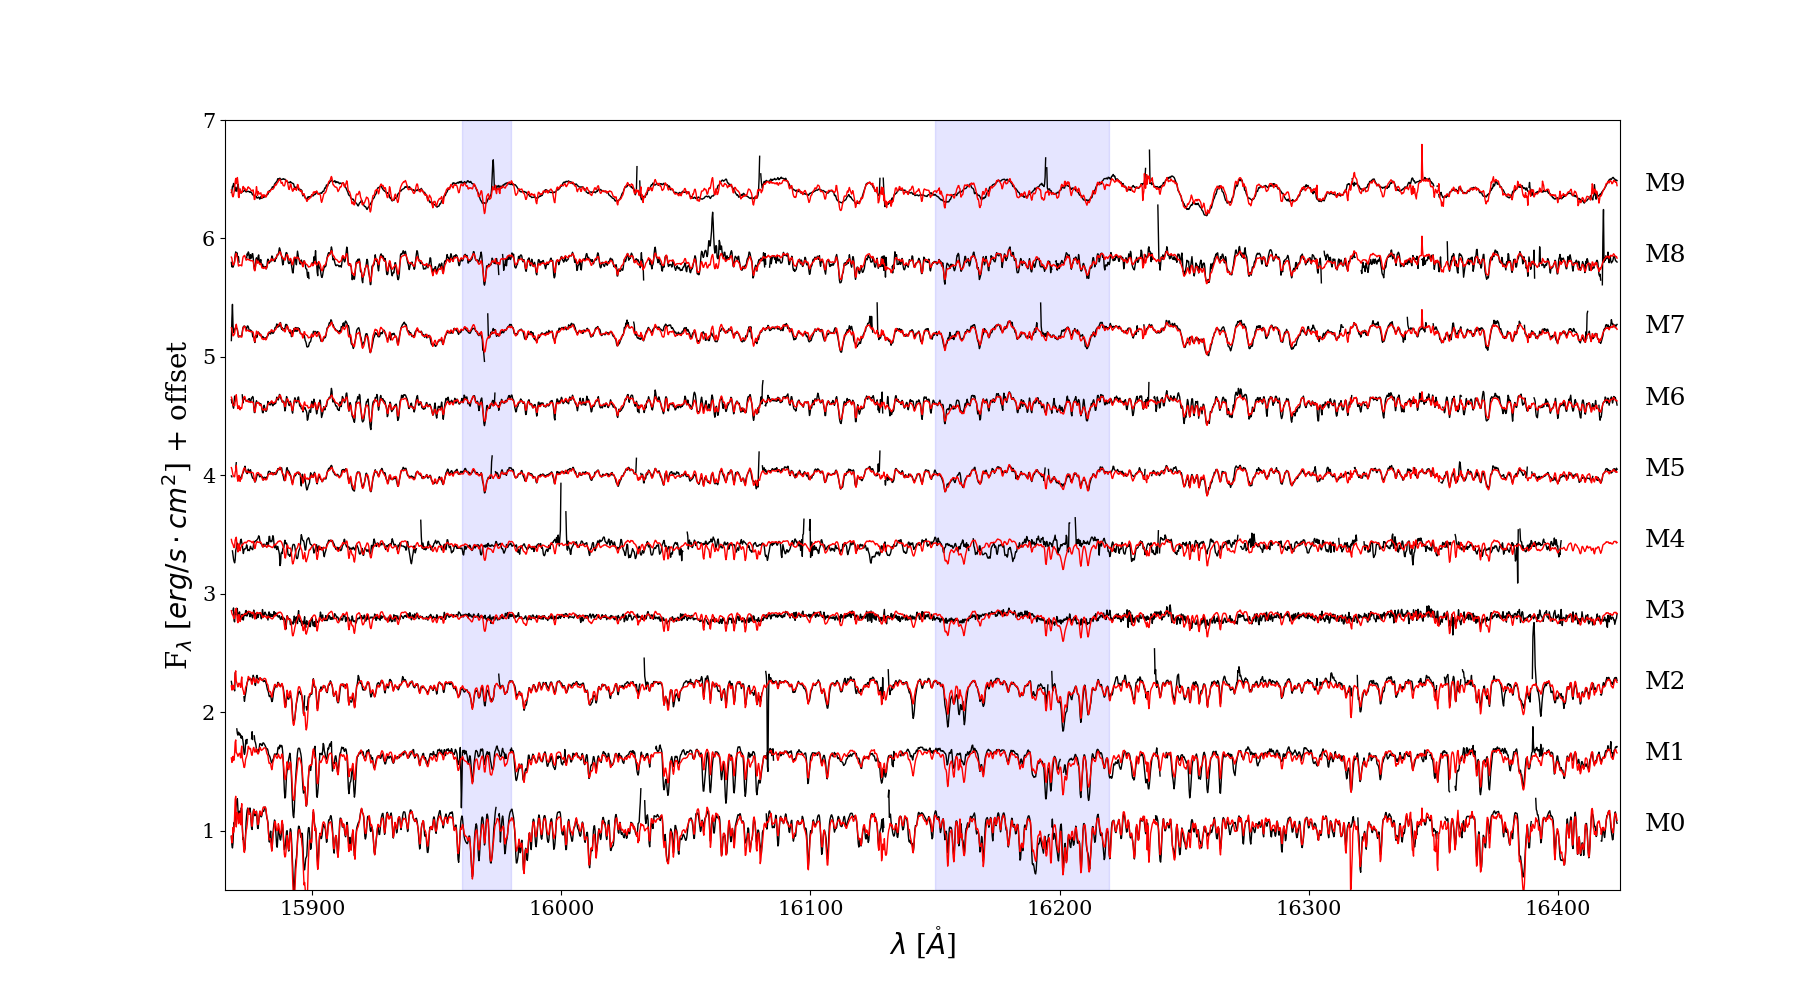 7
6
5
4
3
2
1
Fλ [erg/s · cm²] + offset
M9
M8
M7
M6
M5
M4
M3
M2
M1
M0
15900 16000 16100 16200 16300 16400
λ [Å]